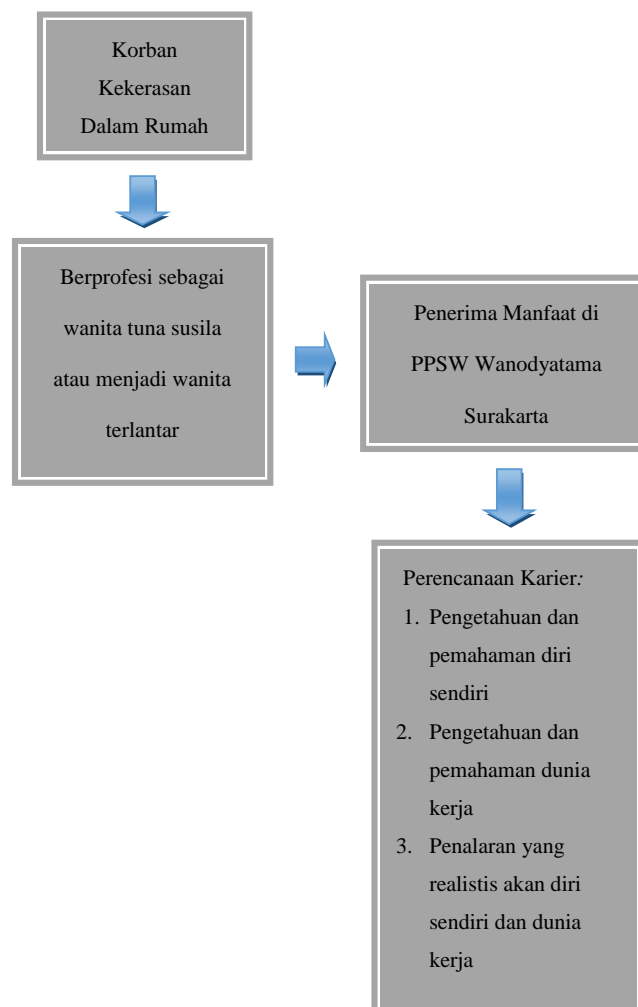 Korban
Kekerasan
Dalam Rumah
Berprofesi sebagai
wanita tuna susila
atau menjadi wanita
terlantar
Penerima Manfaat di
PPSW Wanodyatama
Surakarta
Perencanaan Karier:
1. Pengetahuan dan
pemahaman diri
sendiri
2. Pengetahuan dan
pemahaman dunia
kerja
3. Penalaran yang
realistis akan diri
sendiri dan dunia
kerja